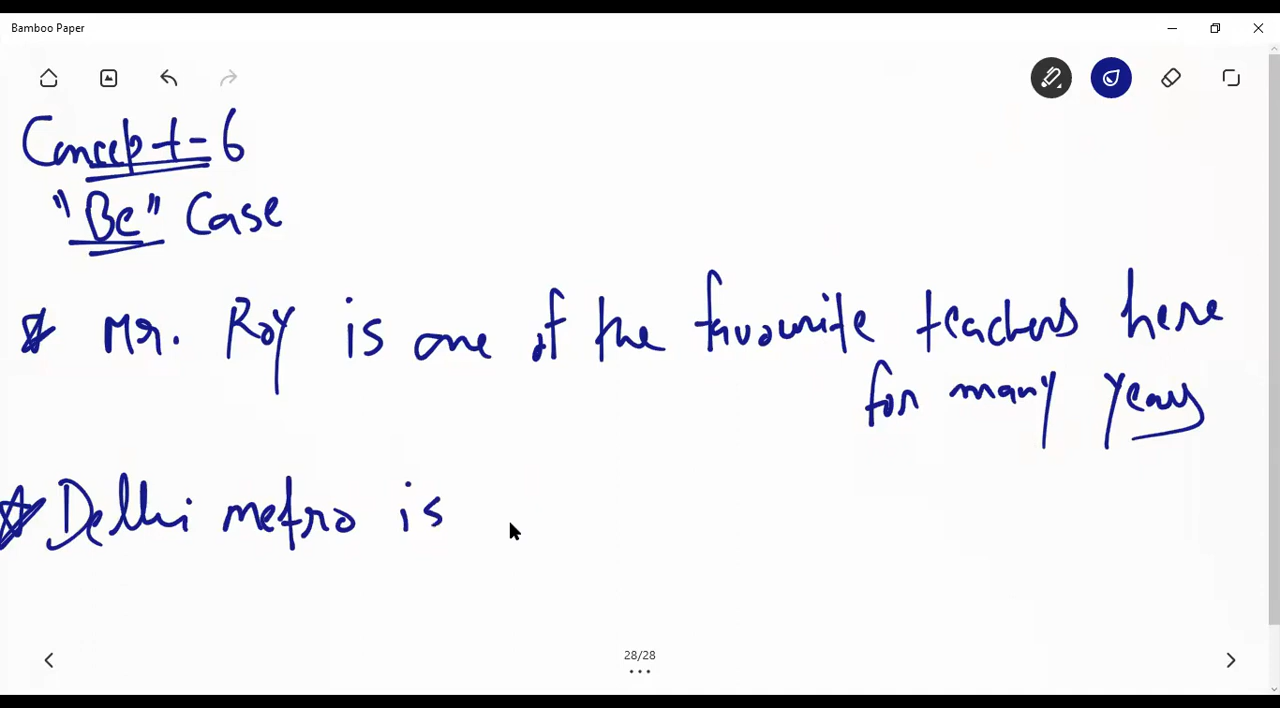 Bamboo Paper
Concept-6
"Be" Case
Mr. Roy is one of the favourite teachers here
for many years
Delhi metro is
28/28